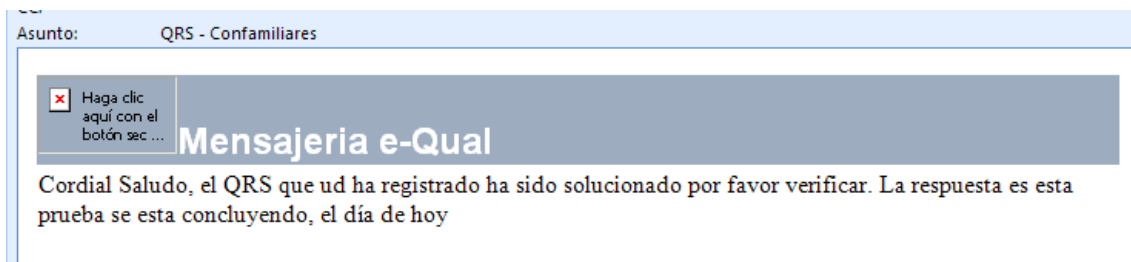 Asunto: QRS - Confamiliares
Haga clic
aquí con el
botón sec ...
Mensajeria e-Qual
Cordial Saludo, el QRS que ud ha registrado ha sido solucionado por favor verificar. La respuesta es esta
prueba se esta concluyendo, el día de hoy